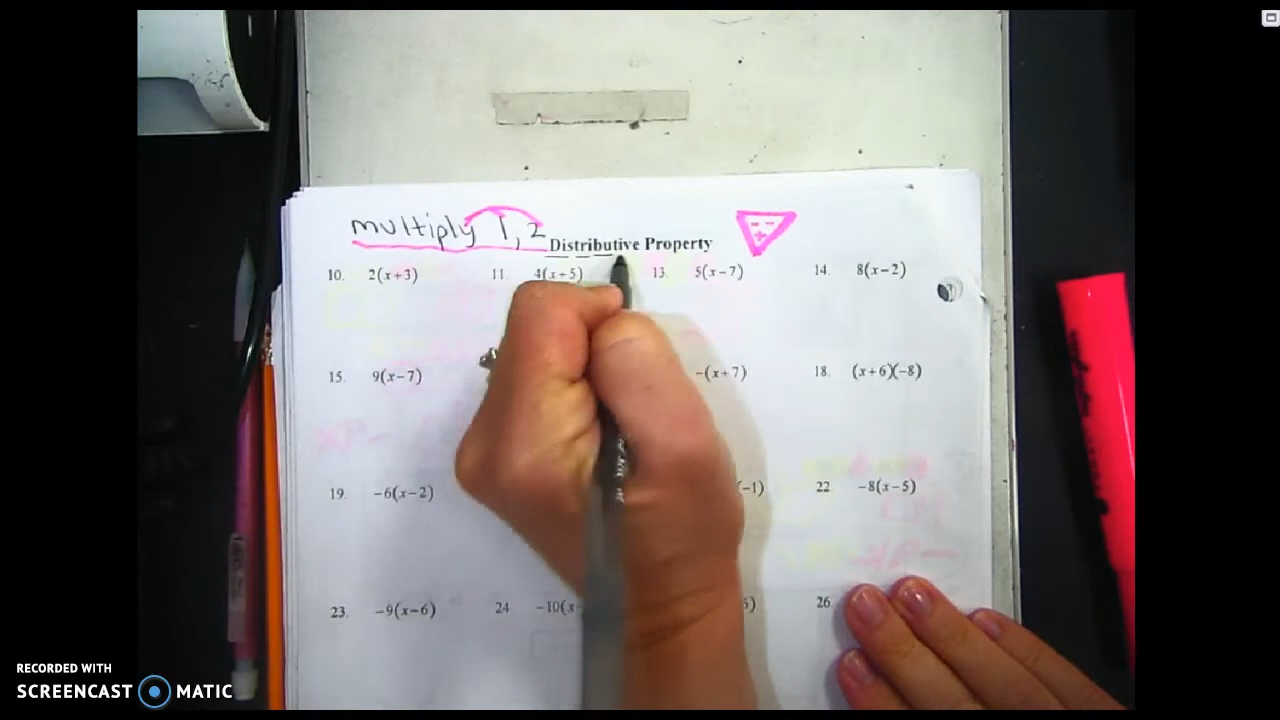 multiply 1, 2
Distributive Property
10. 2(x+3) 11. 4(x+5) 13. 5(x−7) 14. 8(x−2)
15. 9(x−7) -(x+7) 18. (x+6)(−8)
19. −6(x−2) (−1) 22 −8(x−5)
23. −9(x−6) 24. −10(x− 26.
RECORDED WITH
SCREENCAST MATIC